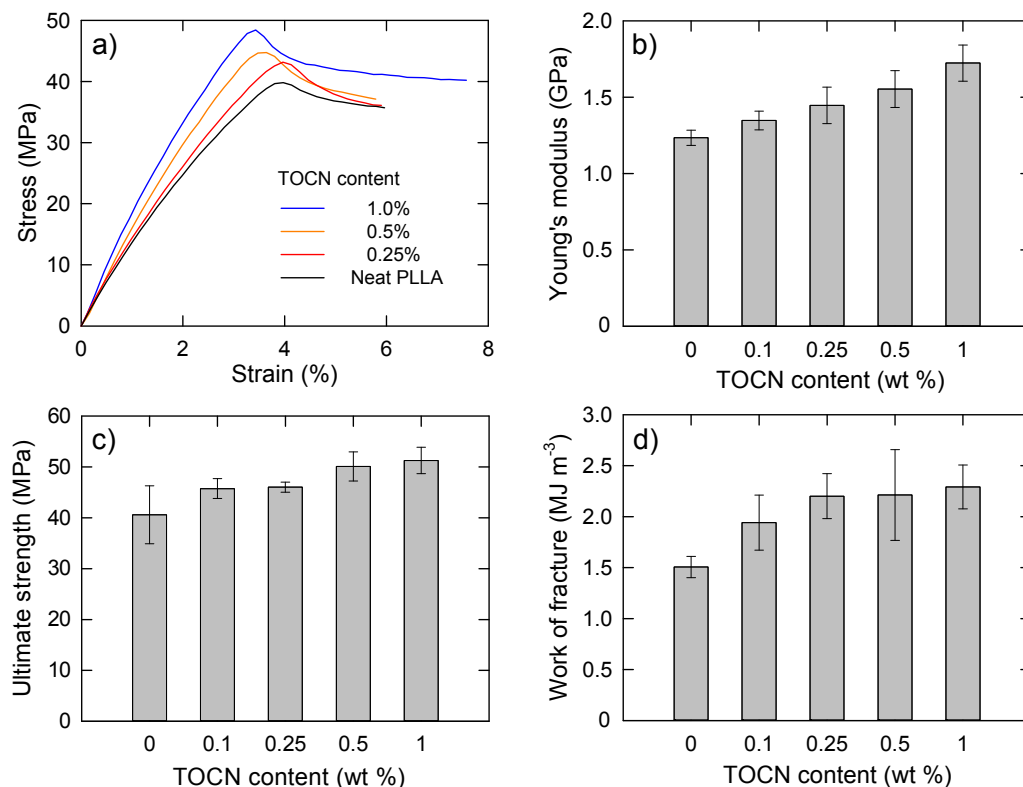 a)
60
50
40
30
20
10
0
Stress (MPa)
TOCN content
1.0%
0.5%
0.25%
Neat PLLA
0 2 4 6 8
Strain (%)
b)
2.0
1.5
1.0
0.5
0
Young's modulus (GPa)
0 0.1 0.25 0.5 1
TOCN content (wt %)
c)
60
50
40
30
20
10
0
Ultimate strength (MPa)
0 0.1 0.25 0.5 1
TOCN content (wt %)
d)
3.0
2.5
2.0
1.5
1.0
0.5
0
Work of fracture (MJ m⁻³)
0 0.1 0.25 0.5 1
TOCN content (wt %)